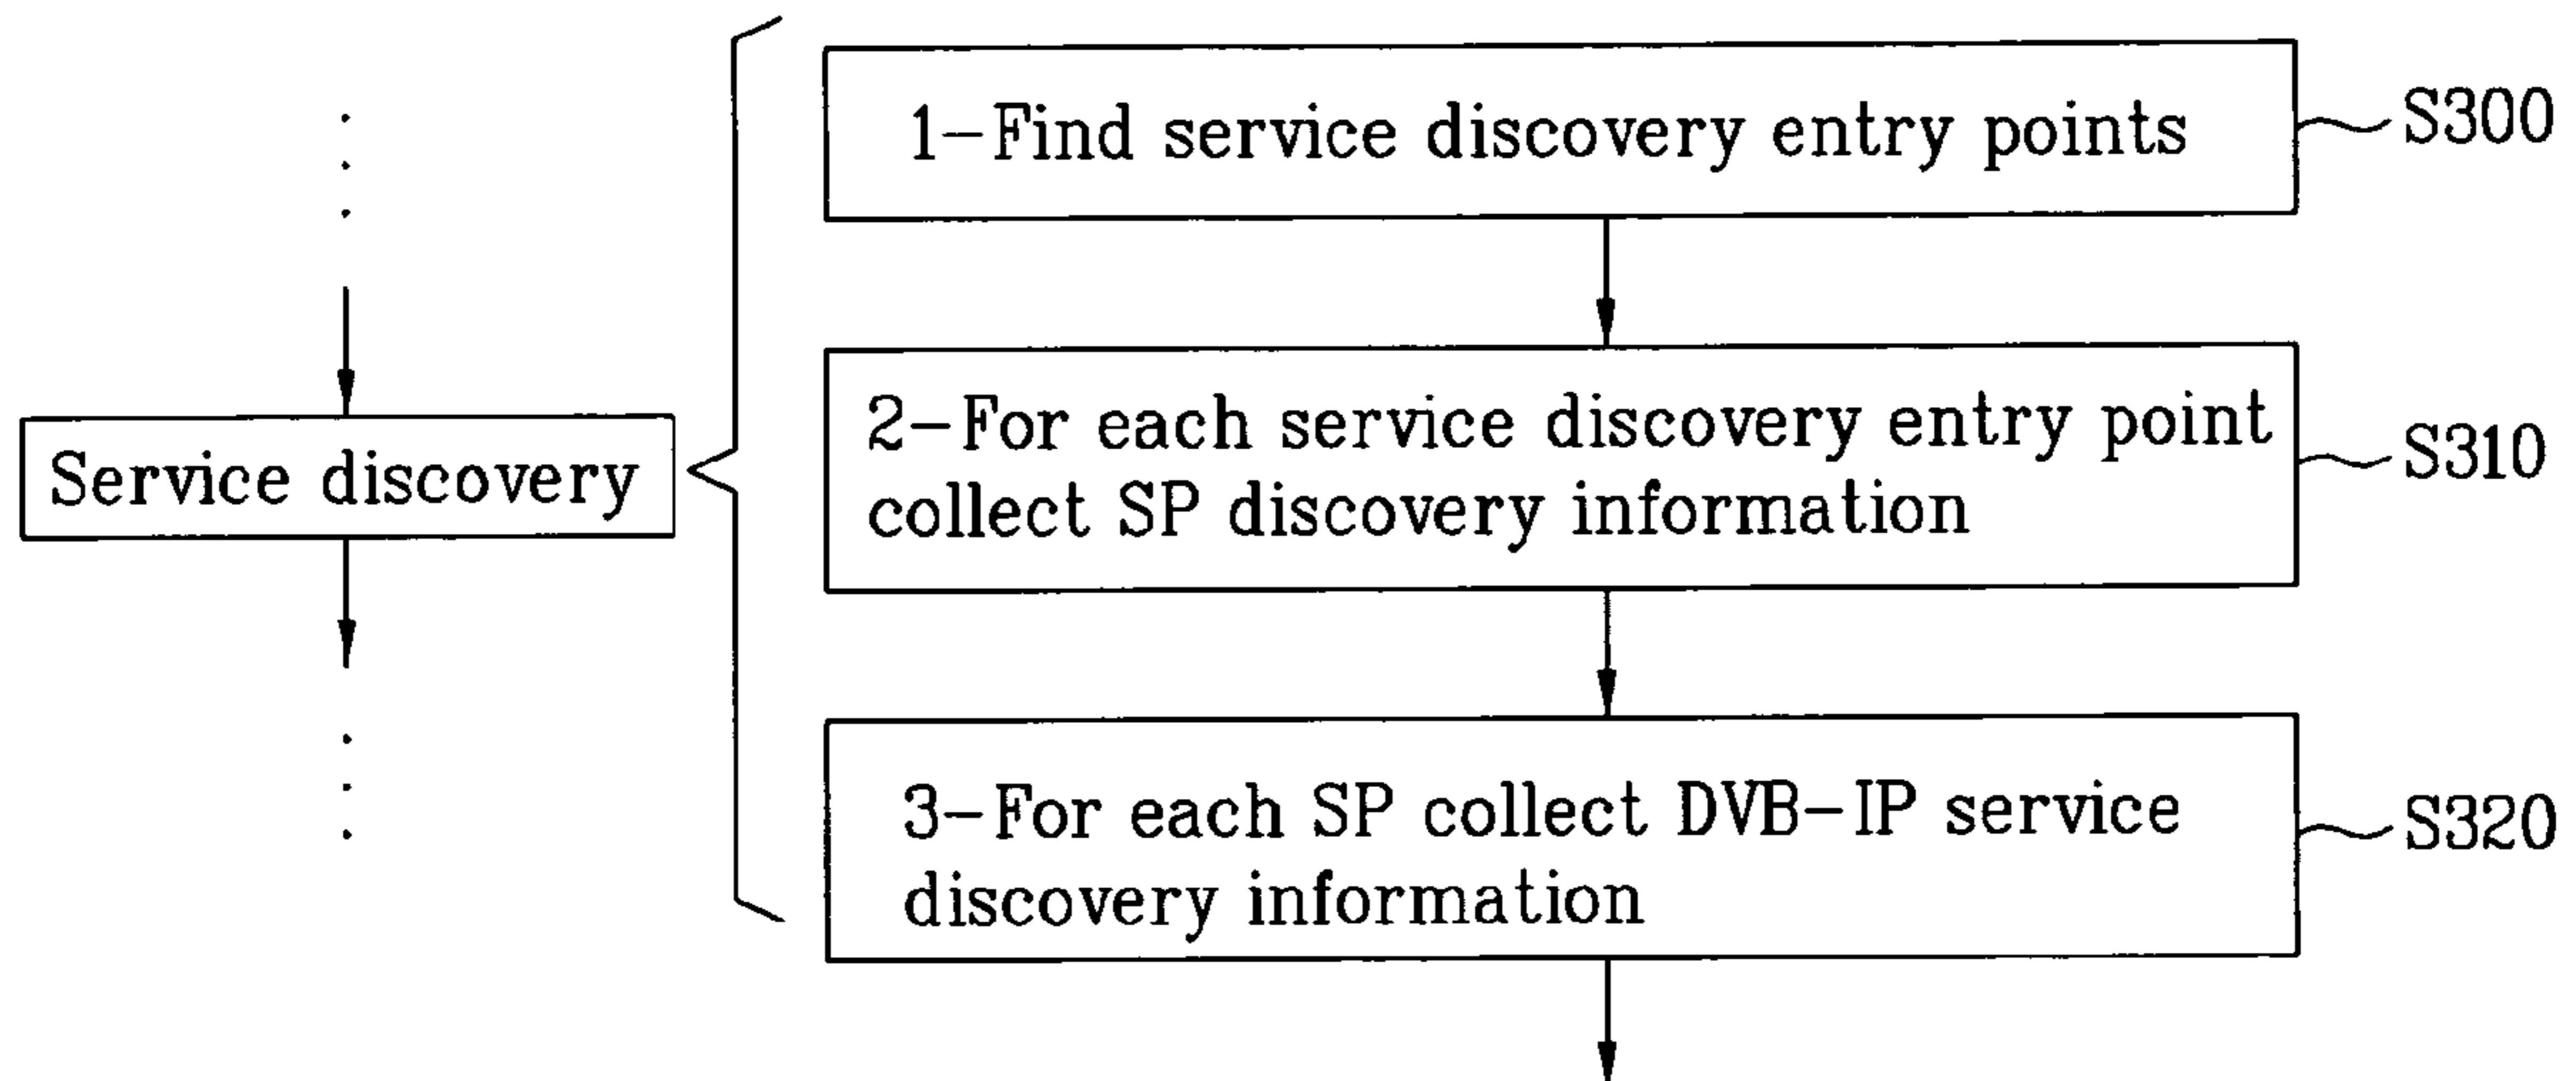 1-Find service discovery entry points
S300
Service discovery
2-For each service discovery entry point
collect SP discovery information
S310
3-For each SP collect DVB-IP service
discovery information
S320